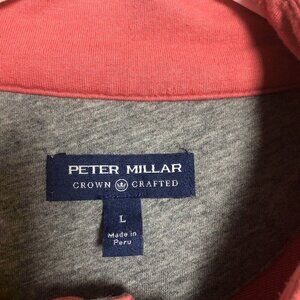 PETER MILLAR
CROWN CRAFTED
L
Made in
Peru